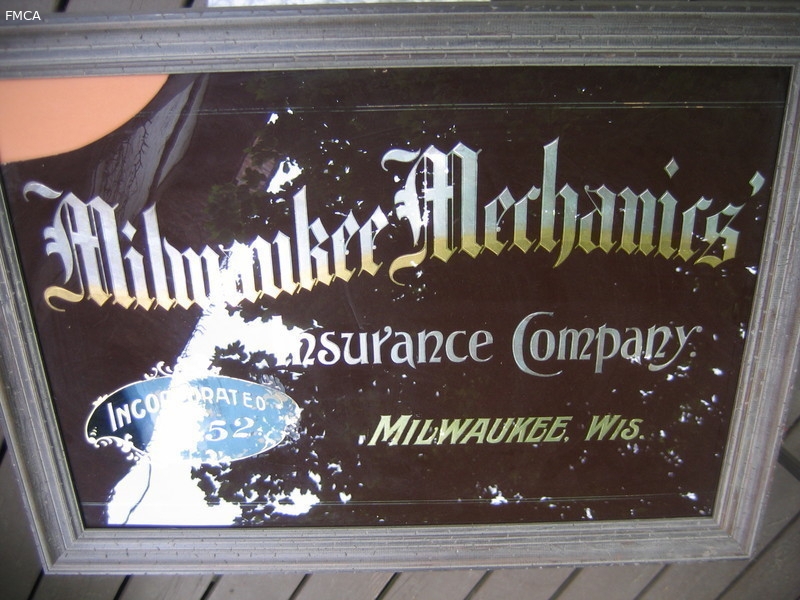 FMCA
Milwaukee Mechanics'
Insurance Company.
INCORPORATED
MILWAUKEE, WIS.